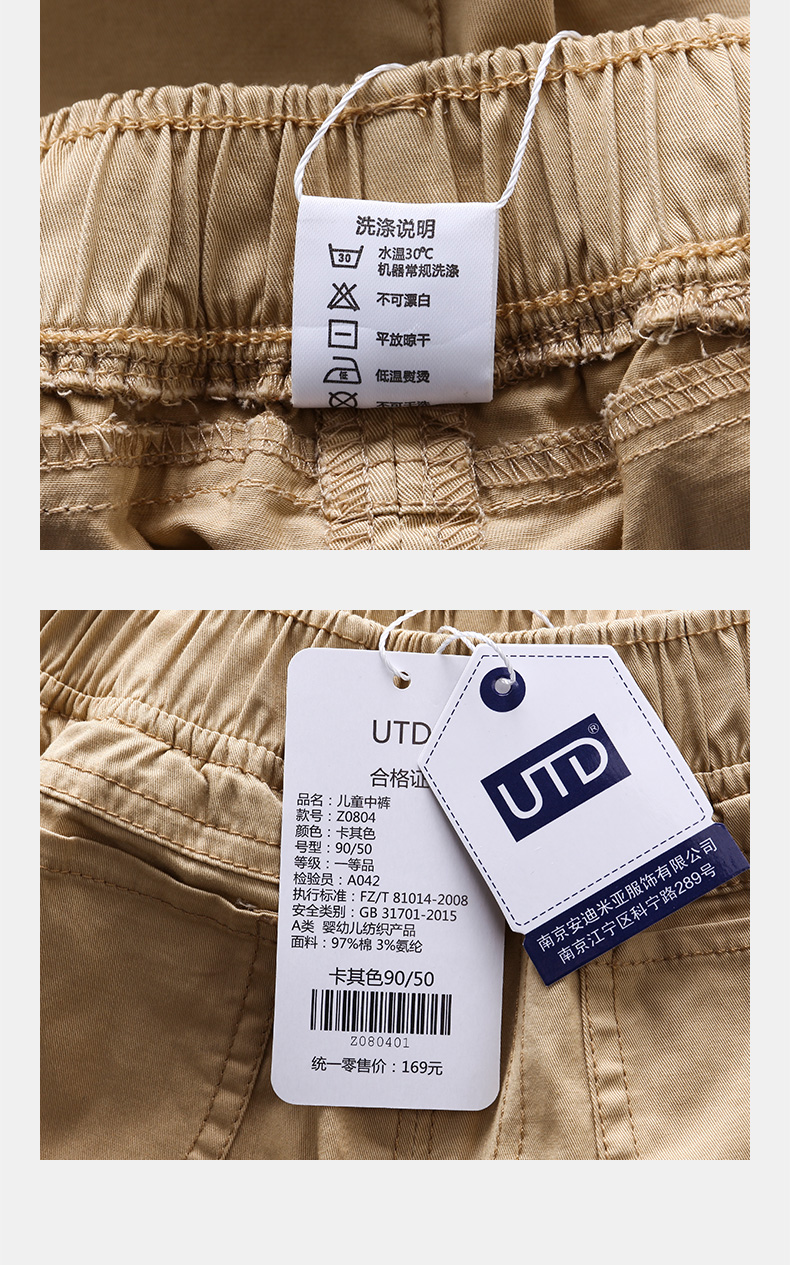 洗涤说明
30
水温30℃
机器常规洗涤
不可漂白
平放晾干
低
低温熨烫
UTD
合格证
品名：儿童中裤
款号：Z0804
颜色：卡其色
号型：90/50
等级：一等品
检验员：A042
执行标准：FZ/T 81014-2008
安全类别：GB 31701-2015
A类 婴幼儿纺织产品
面料：97%棉 3%氨纶
卡其色90/50
Z080401
统一零售价：169元
UTD®
南京安迪米亚服饰有限公司
南京江宁区科宁路289号